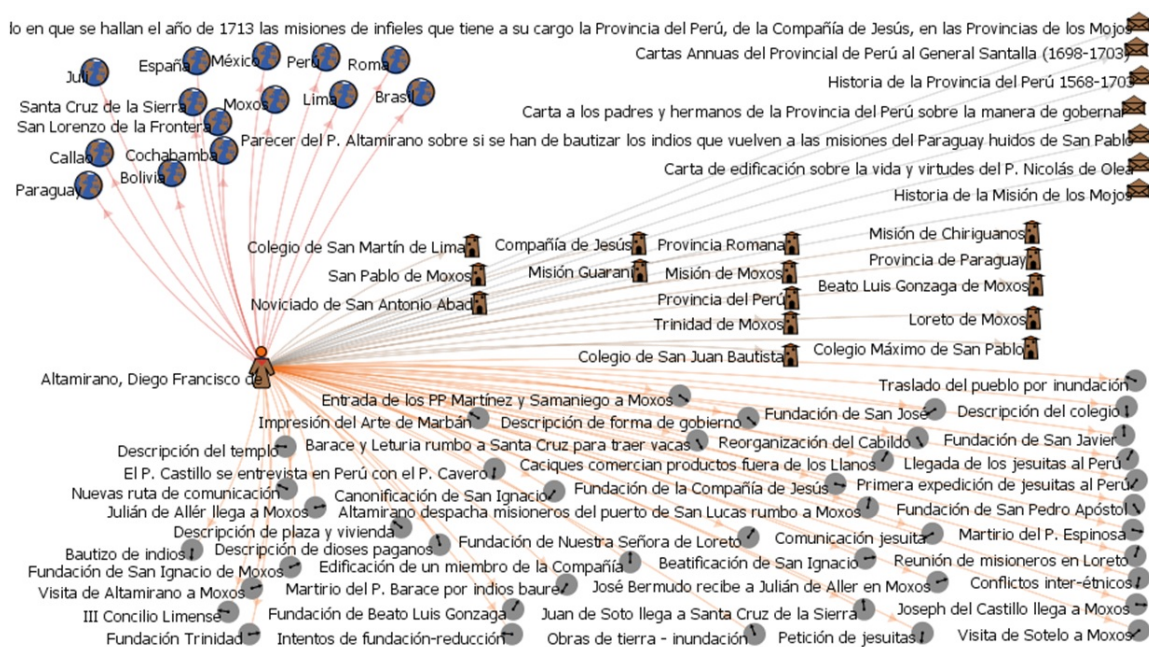 lo en que se hallan el año de 1713 las misiones de infieles que tiene a su cargo la Provincia del Perú, de la Compañía de Jesús, en las Provincias de los Mojos
Cartas Annuas del Provincial de Perú al General Santalla (1698-1703)
Historia de la Provincia del Perú 1568-1703
Carta a los padres y hermanos de la Provincia del Perú sobre la manera de gobernar
Parecer del P. Altamirano sobre si se han de bautizar los indios que vuelven a las misiones del Paraguay huidos de San Pablo
Carta de edificación sobre la vida y virtudes del P. Nicolás de Olea
Historia de la Misión de los Mojos
Juli
España
México
Perú
Roma
Santa Cruz de la Sierra
Moxos
Lima
Brasil
San Lorenzo de la Frontera
Callao
Cochabamba
Bolivia
Paraguay
Colegio de San Martín de Lima
Compañía de Jesús
Provincia Romana
Misión de Chiriguanos
San Pablo de Moxos
Misión Guaraní
Misión de Moxos
Provincia de Paraguay
Noviciado de San Antonio Abad
Provincia del Perú
Beato Luis Gonzaga de Moxos
Trinidad de Moxos
Loreto de Moxos
Colegio de San Juan Bautista
Colegio Máximo de San Pablo
Altamirano, Diego Francisco de
Traslado del pueblo por inundación
Entrada de los PP Martínez y Samaniego a Moxos
Impresión del Arte de Marbán
Descripción de forma de gobierno
Fundación de San José
Descripción del colegio
Descripción del templo
Barace y Leturia rumbo a Santa Cruz para traer vacas
Reorganización del Cabildo
Fundación de San Javier
El P. Castillo se entrevista en Perú con el P. Cavero
Caciques comercian productos fuera de los Llanos
Llegada de los jesuitas al Perú
Nuevas ruta de comunicación
Canonificación de San Ignacio
Fundación de la Compañía de Jesús
Primera expedición de jesuitas al Perú
Julián de Allér llega a Moxos
Altamirano despacha misioneros del puerto de San Lucas rumbo a Moxos
Fundación de San Pedro Apóstol
Descripción de plaza y vivienda
Fundación de Nuestra Señora de Loreto
Comunicación jesuita
Martirio del P. Espinosa
Bautizo de indios
Descripción de dioses paganos
Edificación de un miembro de la Compañía
Beatificación de San Ignacio
Reunión de misioneros en Loreto
Fundación de San Ignacio de Moxos
Visita de Altamirano a Moxos
Martirio del P. Barace por indios baure
José Bermudo recibe a Julián de Aller en Moxos
Conflictos inter-étnicos
III Concilio Limense
Fundación de Beato Luis Gonzaga
Juan de Soto llega a Santa Cruz de la Sierra
Joseph del Castillo llega a Moxos
Fundación Trinidad
Intentos de fundación-reducción
Obras de tierra - inundación
Petición de jesuitas
Visita de Sotelo a Moxos